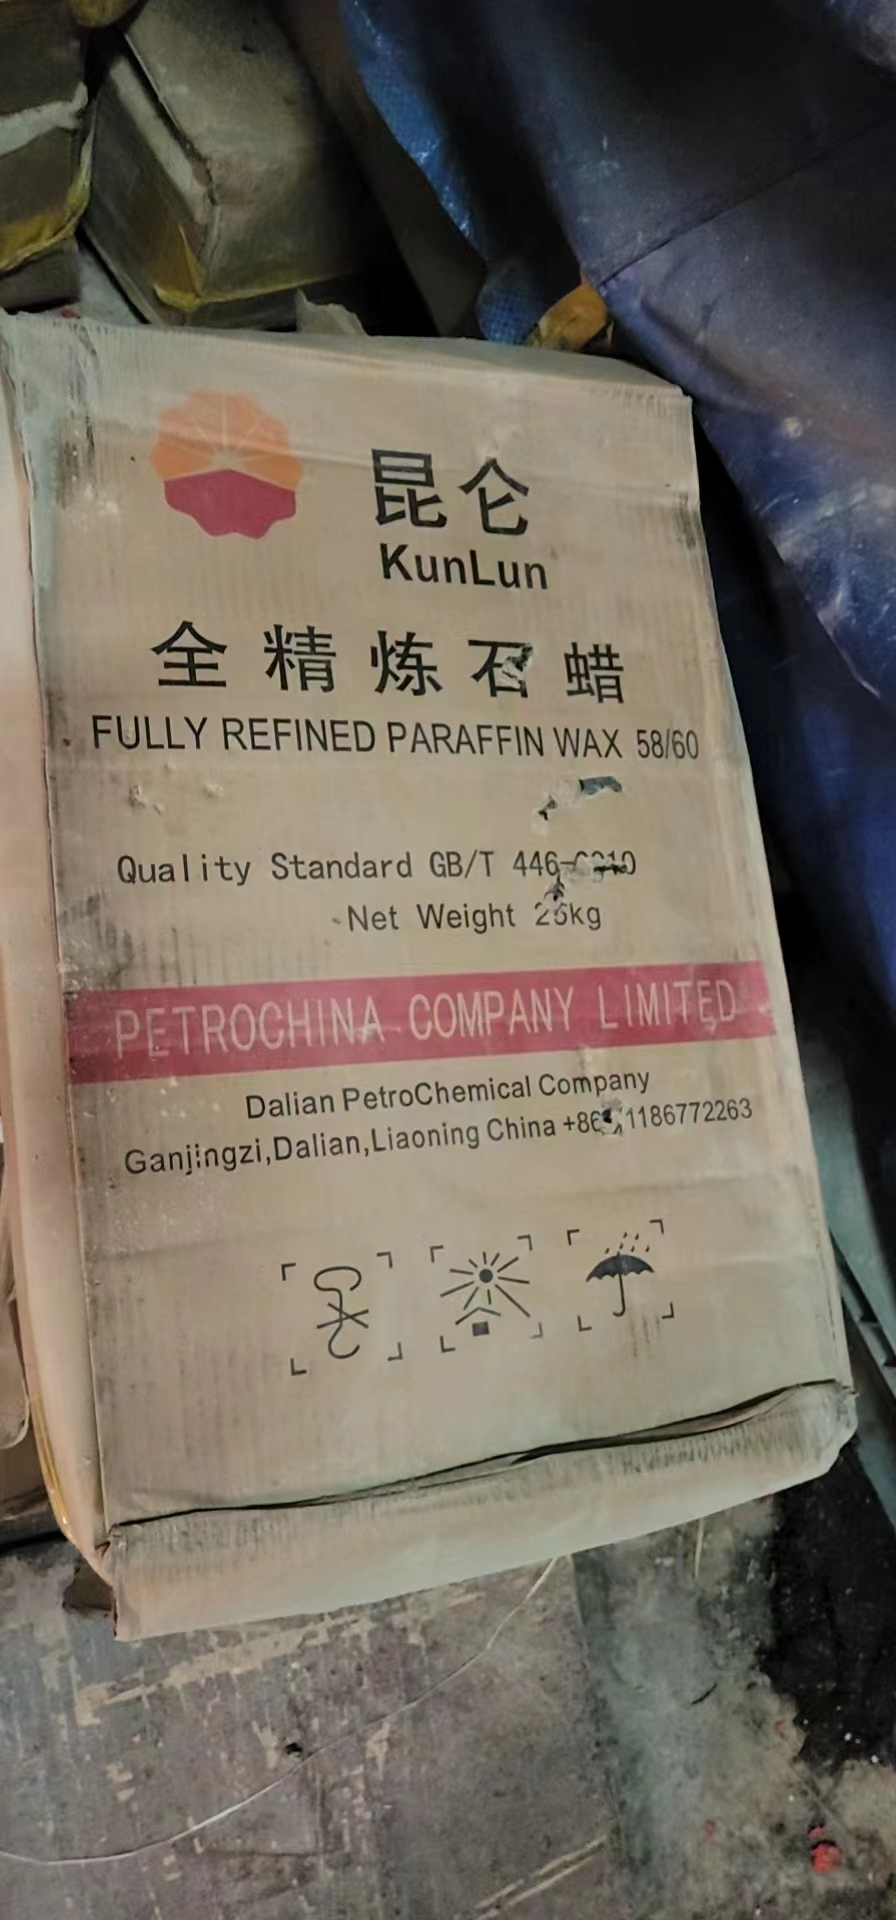 昆仑
KunLun
全精炼石蜡
FULLY REFINED PARAFFIN WAX 58/60
Quality Standard GB/T
Net Weight 25kg
PETROCHINA COMPANY LIMITED
Dalian PetroChemical Company
Ganjingzi,Dalian,Liaoning China